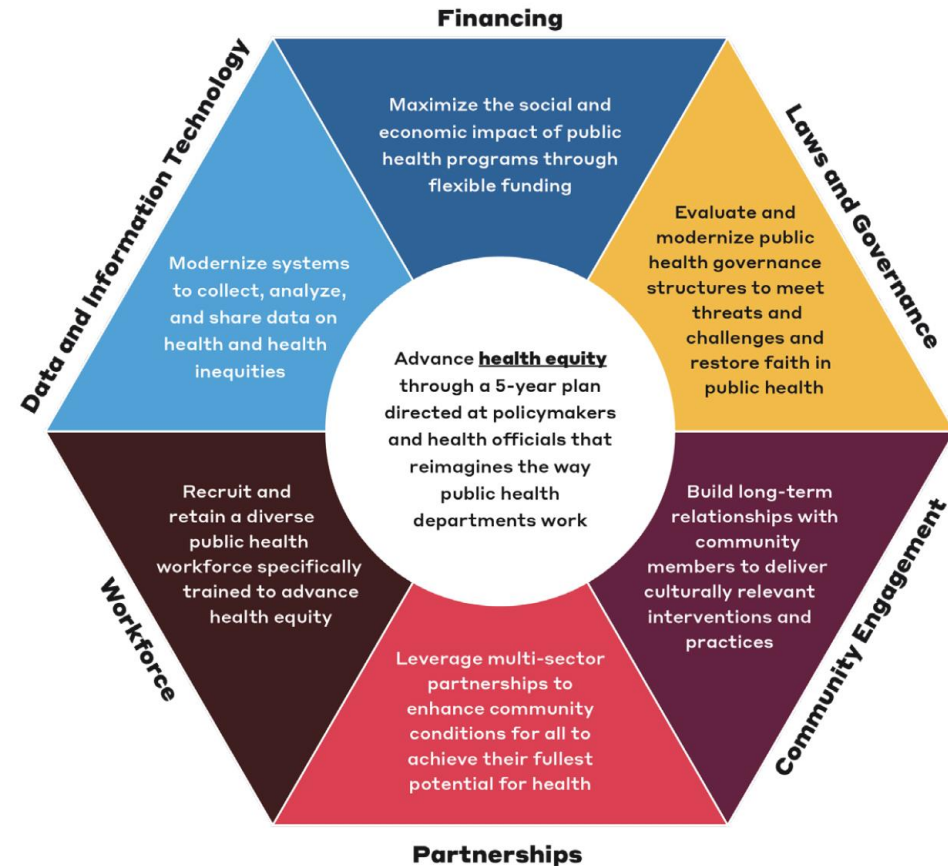 Financing
Maximize the social and
economic impact of public
health programs through
flexible funding
Laws and Governance
Evaluate and
modernize public
health governance
structures to meet
threats and
challenges and
restore faith in
public health
Community Engagement
Build long-term
relationships with
community
members to deliver
culturally relevant
interventions and
practices
Partnerships
Leverage multi-sector
partnerships to
enhance community
conditions for all to
achieve their fullest
potential for health
Workforce
Recruit and
retain a diverse
public health
workforce specifically
trained to advance
health equity
Data and Information Technology
Modernize systems
to collect, analyze,
and share data on
health and health
inequities
Advance health equity
through a 5-year plan
directed at policymakers
and health officials that
reimagines the way
public health
departments work